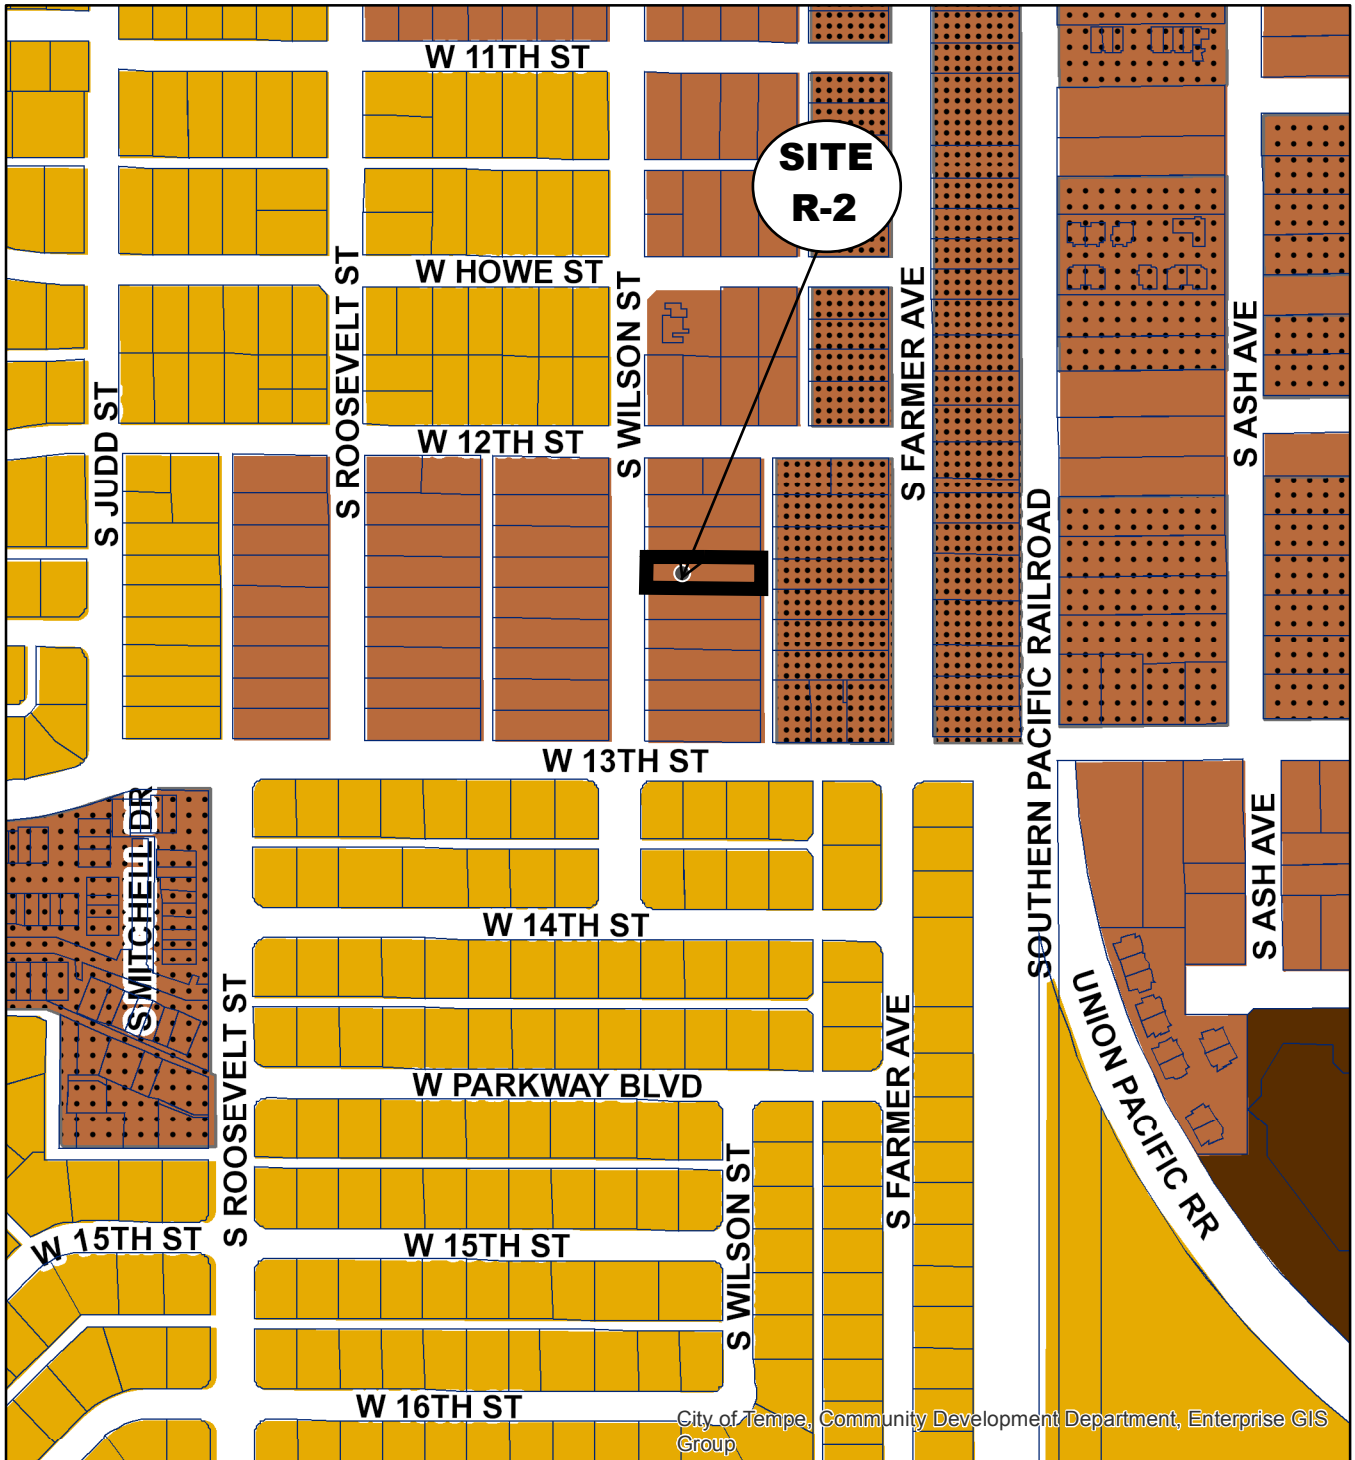 W 11TH ST
SITE
R-2
W HOWE ST
S ROOSEVELT ST
S WILSON ST
S FARMER AVE
S ASH AVE
S JUDD ST
W 12TH ST
SOUTHERN PACIFIC RAILROAD
W 13TH ST
S MITCHELL DR
S ASH AVE
W 14TH ST
S ROOSEVELT ST
S FARMER AVE
UNION PACIFIC RR
W PARKWAY BLVD
S WILSON ST
W 15TH ST
W 15TH ST
W 16TH ST
City of Tempe, Community Development Department, Enterprise GIS
Group